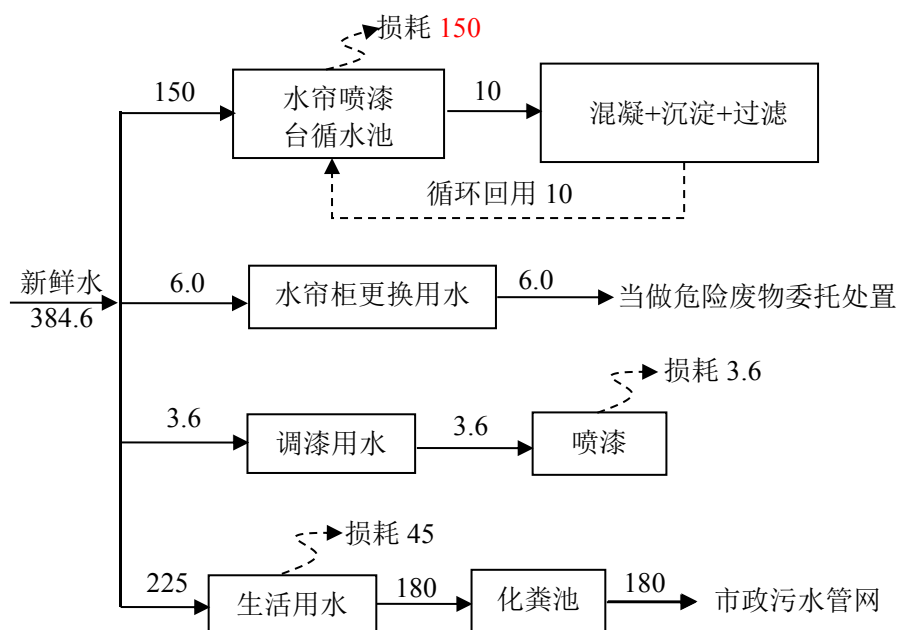 损耗 150
150
水帘喷漆
台循水池
10
混凝+沉淀+过滤
循环回用 10
新鲜水
384.6
6.0
水帘柜更换用水
6.0
当做危险废物委托处置
损耗 3.6
3.6
调漆用水
3.6
喷漆
损耗 45
225
生活用水
180
化粪池
180
市政污水管网